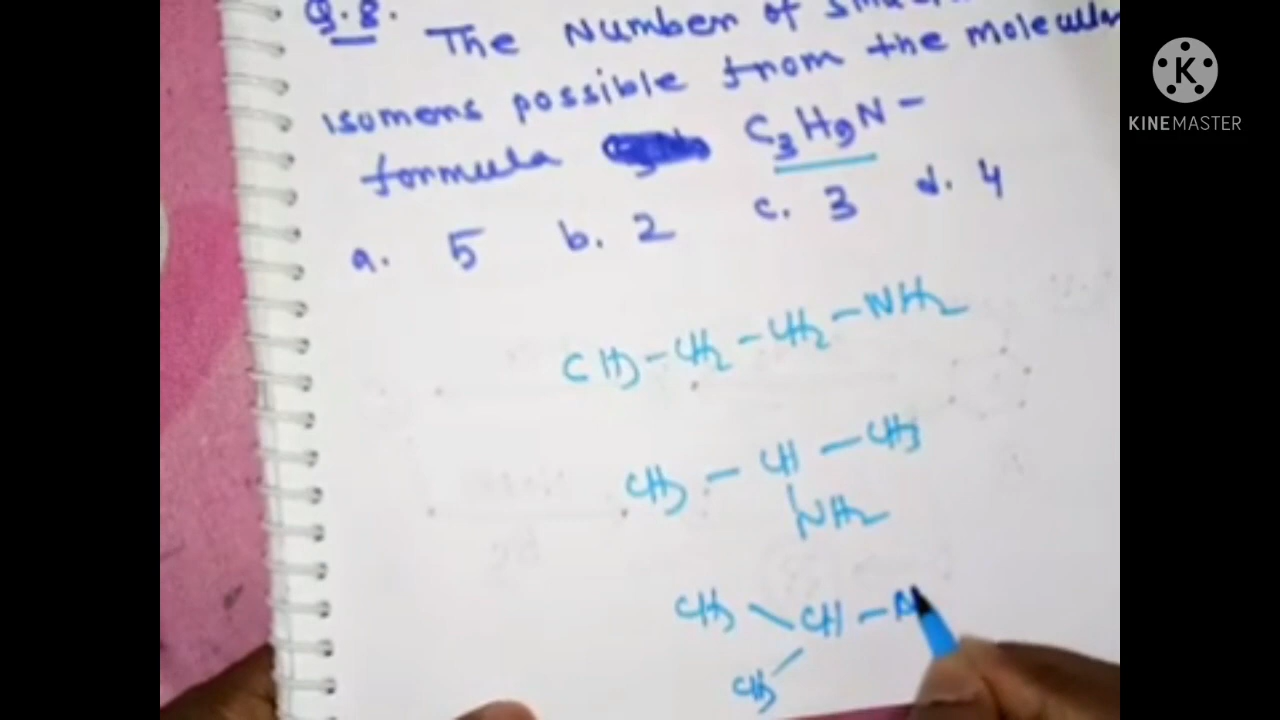 Q.8. The Number of
isomers possible from the molecular
formula C3H9N –
a. 5 b. 2 c. 3 d. 4
CH3 – CH2 – CH2 – NH2
CH3 – CH – CH3
NH2
CH3
CH – N
CH3
K
KINEMASTER